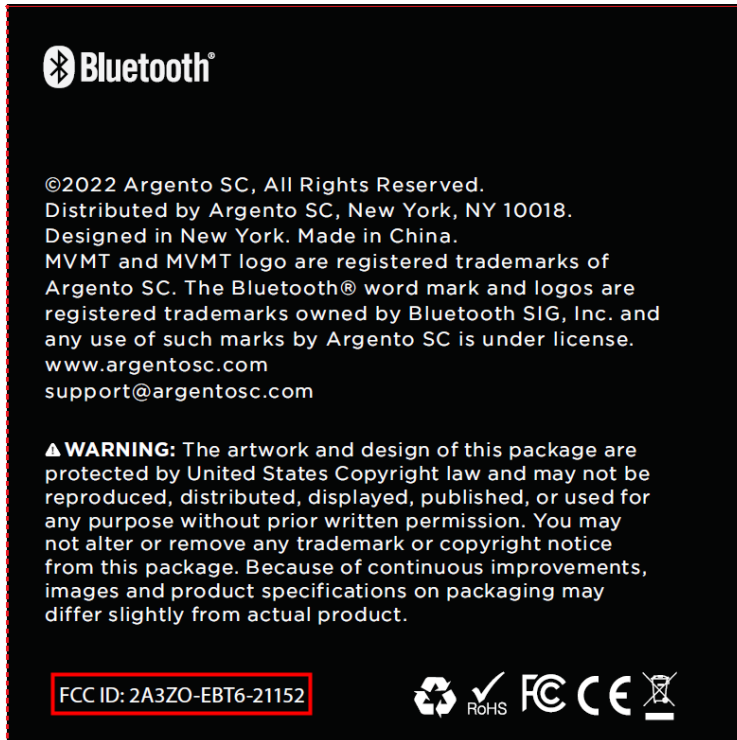 Bluetooth®
©2022 Argento SC, All Rights Reserved.
Distributed by Argento SC, New York, NY 10018.
Designed in New York. Made in China.
MVMT and MVMT logo are registered trademarks of
Argento SC. The Bluetooth® word mark and logos are
registered trademarks owned by Bluetooth SIG, Inc. and
any use of such marks by Argento SC is under license.
www.argentosc.com
support@argentosc.com
⚠ WARNING: The artwork and design of this package are
protected by United States Copyright law and may not be
reproduced, distributed, displayed, published, or used for
any purpose without prior written permission. You may
not alter or remove any trademark or copyright notice
from this package. Because of continuous improvements,
images and product specifications on packaging may
differ slightly from actual product.
FCC ID: 2A3ZO-EBT6-21152 RoHS FC CE